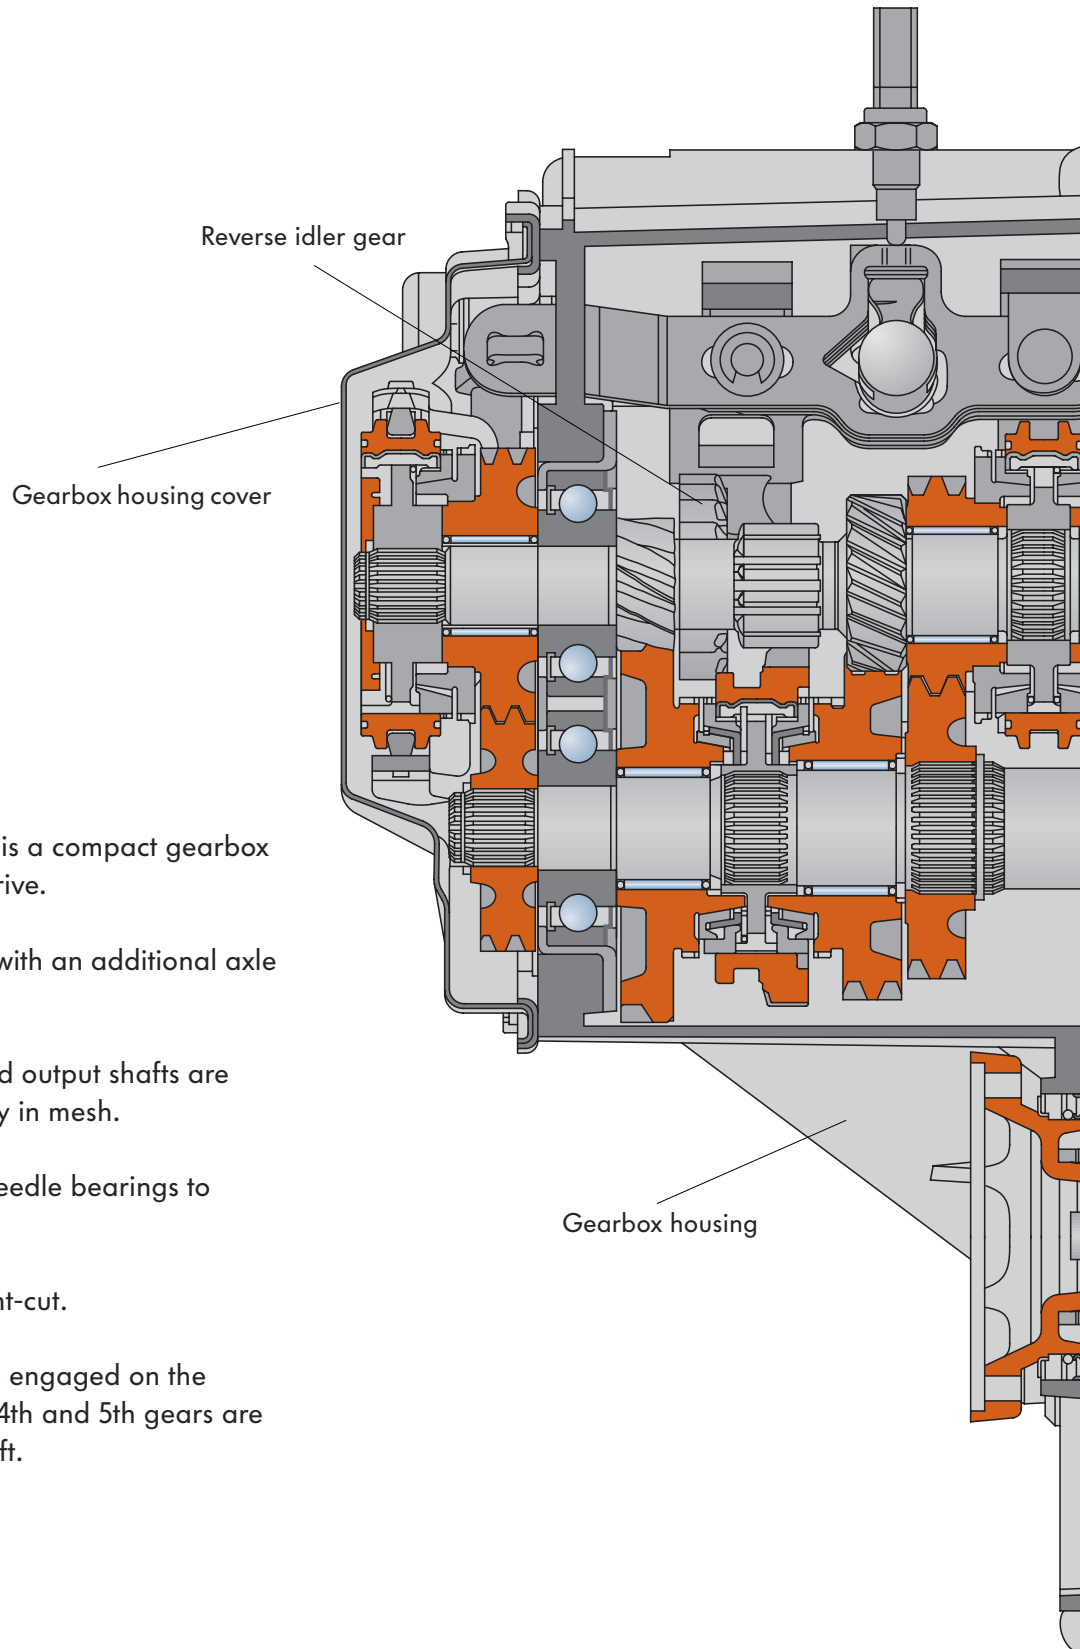 Reverse idler gear
Gearbox housing cover
is a compact gearbox
rive.
with an additional axle
d output shafts are
y in mesh.
eedle bearings to
Gearbox housing
nt-cut.
engaged on the
4th and 5th gears are
ft.